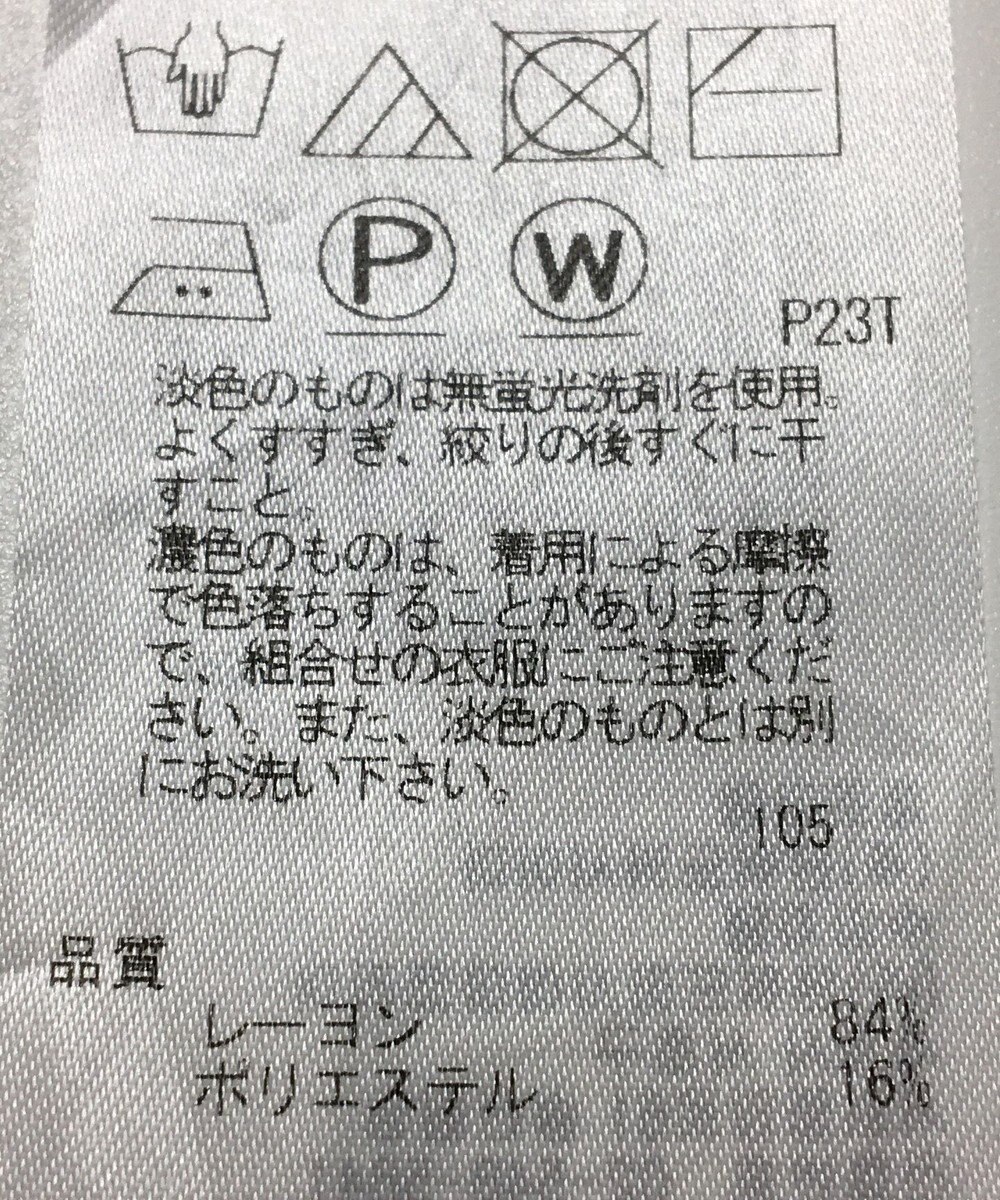 P
W
P23T
淡色のものは無蛍光洗剤を使用。
よくすすぎ、絞りの後すぐに干
すこと。
濃色のものは、着用による摩擦
で色落ちすることがありますの
で、組合せの衣服にご注意くだ
さい。また、淡色のものとは別
にお洗い下さい。
105
品質
レーヨン 84%
ポリエステル 16%